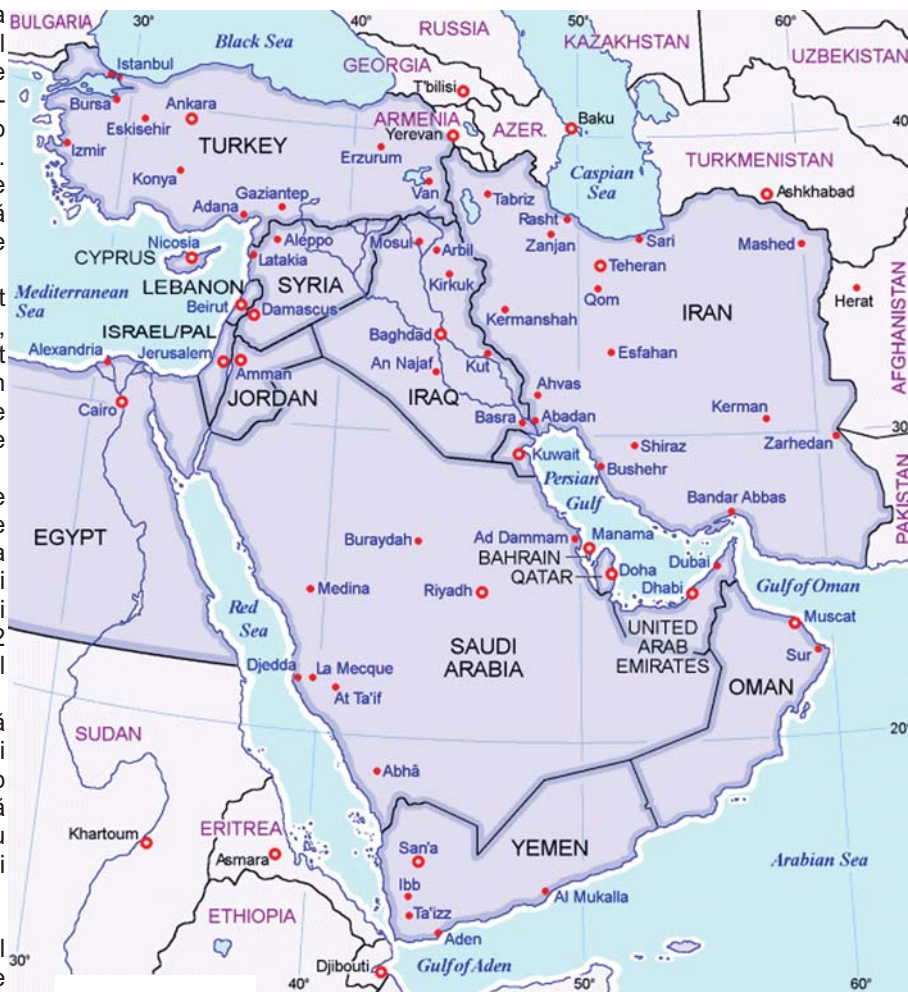 BULGARIA
30°
40°
50°
60°
RUSSIA
KAZAKHSTAN
UZBEKISTAN
Black Sea
GEORGIA
T'bilisi
Istanbul
Bursa
Ankara
Eskisehir
Izmir
TURKEY
Konya
Erzurum
ARMENIA
Yerevan
AZER.
Baku
Caspian
Sea
40°
TURKMENISTAN
Ashkhabad
Van
Tabriz
Gaziantep
Adana
Rasht
Zanjan
Sari
Mashed
Nicosia
CYPRUS
Aleppo
Latakia
Mosul
Arbil
Kirkuk
Teheran
Qom
Herat
LEBANON
SYRIA
Beirut
Damascus
Mediterranean
Sea
Kermanshah
IRAN
ISRAEL/PAL
Baghdad
Esfahan
AFGHANISTAN
Alexandria
Jerusalem
Amman
An Najaf
Kut
JORDAN
IRAQ
Ahvas
Abadan
Basra
Cairo
Kerman
30°
Zarhedan
Kuwait
Shiraz
Bushehr
Persian
Gulf
Bandar Abbas
PAKISTAN
EGYPT
Buraydah
Ad Dammam
Manama
BAHRAIN
QATAR
Doha
Dubai
Dhabi
Gulf of Oman
Medina
Riyadh
Muscat
Red
Sea
UNITED
ARAB
EMIRATES
Sur
SAUDI
ARABIA
Djedda
La Mecque
At Ta'if
OMAN
SUDAN
20°
Abhā
Khartoum
ERITREA
Asmara
San'a
YEMEN
Arabian Sea
Ibb
Ta'izz
Al Mukalla
ETHIOPIA
Aden
Gulf of Aden
Djibouti
30°
40°
50°
60°